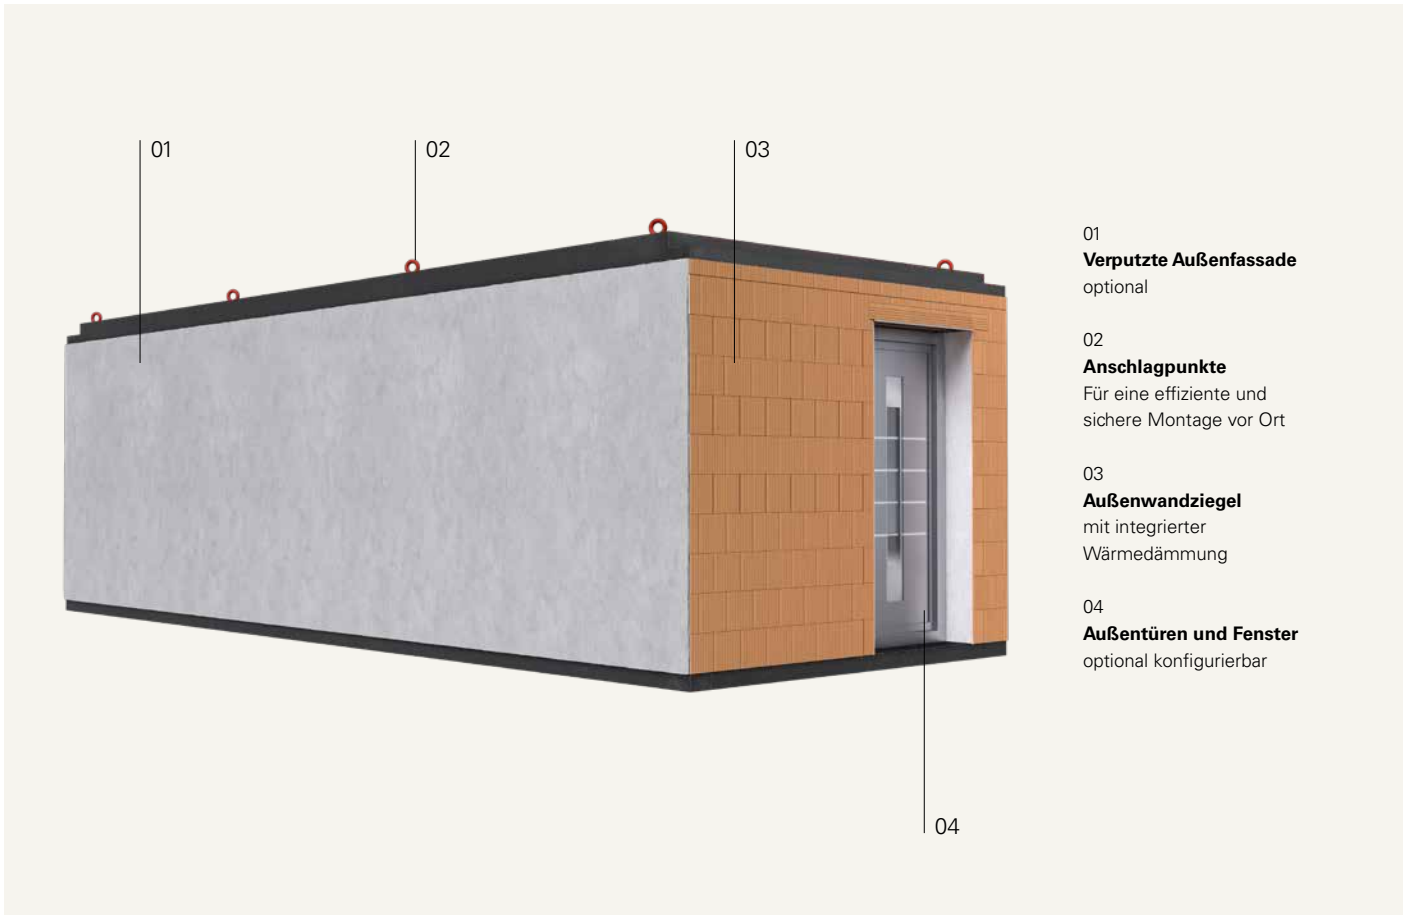 01
02
03
04
01
Verputzte Außenfassade
optional
02
Anschlagpunkte
Für eine effiziente und
sichere Montage vor Ort
03
Außenwandziegel
mit integrierter
Wärmedämmung
04
Außentüren und Fenster
optional konfigurierbar